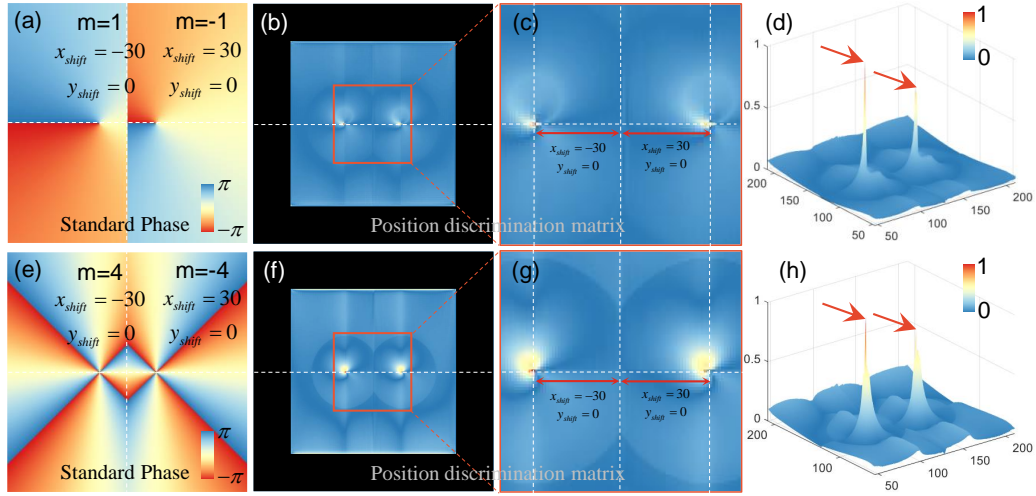 (a)
m=1
m=-1
x_shift = −30
x_shift = 30
y_shift = 0
y_shift = 0
π
−π
Standard Phase
(b)
Position discrimination matrix
(c)
x_shift = −30
x_shift = 30
y_shift = 0
y_shift = 0
(d)
1
0
1
0.5
0
200
150
100
50
50
100
150
200
(e)
m=4
m=-4
x_shift = −30
x_shift = 30
y_shift = 0
y_shift = 0
π
−π
Standard Phase
(f)
Position discrimination matrix
(g)
x_shift = −30
x_shift = 30
y_shift = 0
y_shift = 0
(h)
1
0
1
0.5
0
200
150
100
50
100
150
200